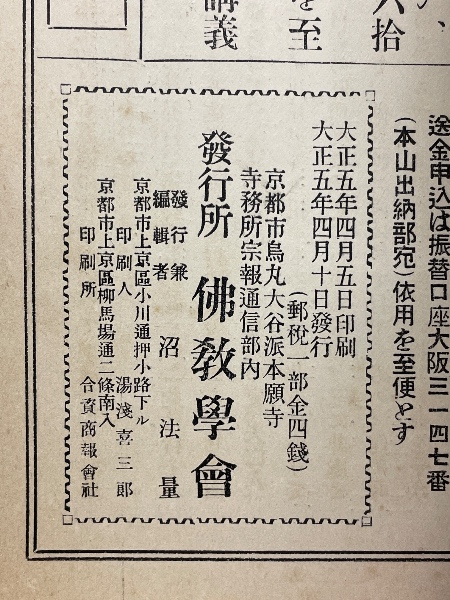 送金申込は振替口座大阪三一四七番
(本山出納部宛)依用を至便とす
六拾
を至
講義
大正五年四月五日印刷
大正五年四月十日發行
(郵稅一部金四錢)
京都市烏丸大谷派本願寺
寺務所宗報通信部内
發行所 佛敎學會
發行兼
編輯者 沼法量
京都市上京區小川通押小路下ル
印刷人 湯淺喜三郎
京都市上京區柳馬場通二條南入
印刷所 合資商報會社